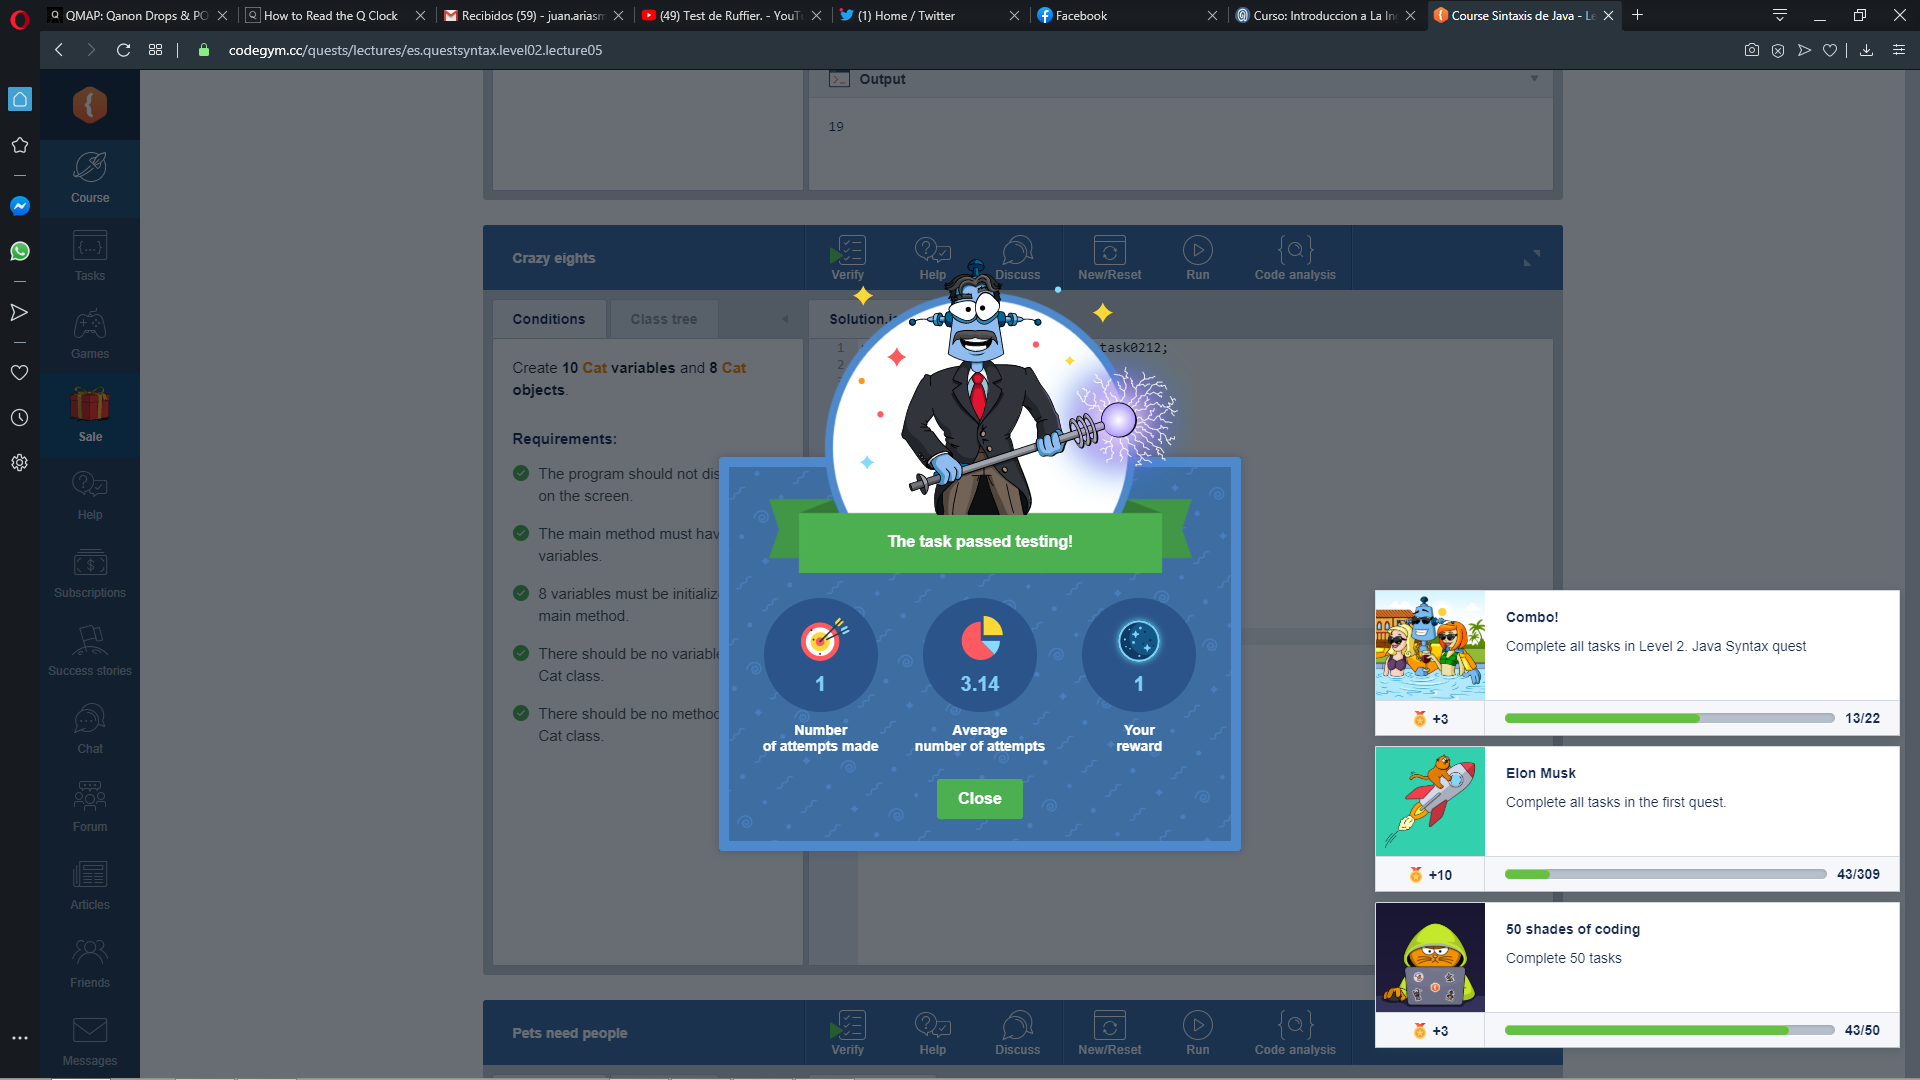 QMAP: Qanon Drops & PO
How to Read the Q Clock
Recibidos (59) - juan.ariasm
(49) Test de Ruffier. - YouTu
(1) Home / Twitter
Facebook
Curso: Introduccion a La In
Course Sintaxis de Java - Le
codegym.cc/quests/lectures/es.questsyntax.level02.lecture05
Course
Tasks
Games
Sale
Help
Subscriptions
Success stories
Chat
Forum
Articles
Friends
Messages
Output
19
Crazy eights
Verify
Help
Discuss
New/Reset
Run
Code analysis
Conditions
Class tree
Solution.j
Create 10 Cat variables and 8 Cat
objects.
Requirements:
The program should not dis
on the screen.
The main method must hav
variables.
8 variables must be initializ
main method.
There should be no variabl
Cat class.
There should be no method
Cat class.
1
2
task0212;
The task passed testing!
1
Number
of attempts made
3.14
Average
number of attempts
1
Your
reward
Close
Combo!
Complete all tasks in Level 2. Java Syntax quest
+3
13/22
Elon Musk
Complete all tasks in the first quest.
+10
43/309
50 shades of coding
Complete 50 tasks
+3
43/50
Pets need people
Verify
Help
Discuss
New/Reset
Run
Code analysis